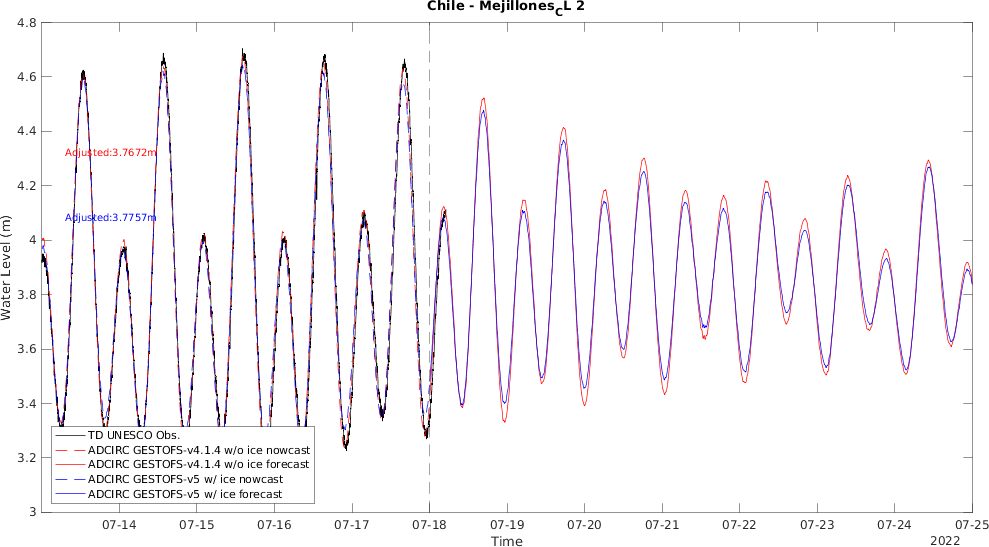 Chile - Mejillones_CL 2
4.8
4.6
4.4
4.2
4
3.8
3.6
3.4
3.2
3
Water Level (m)
Adjusted:3.7672m
Adjusted:3.7757m
TD UNESCO Obs.
ADCIRC GESTOFS-v4.1.4 w/o ice nowcast
ADCIRC GESTOFS-v4.1.4 w/o ice forecast
ADCIRC GESTOFS-v5 w/ ice nowcast
ADCIRC GESTOFS-v5 w/ ice forecast
07-14 07-15 07-16 07-17 07-18 07-19 07-20 07-21 07-22 07-23 07-24 07-25
Time
2022